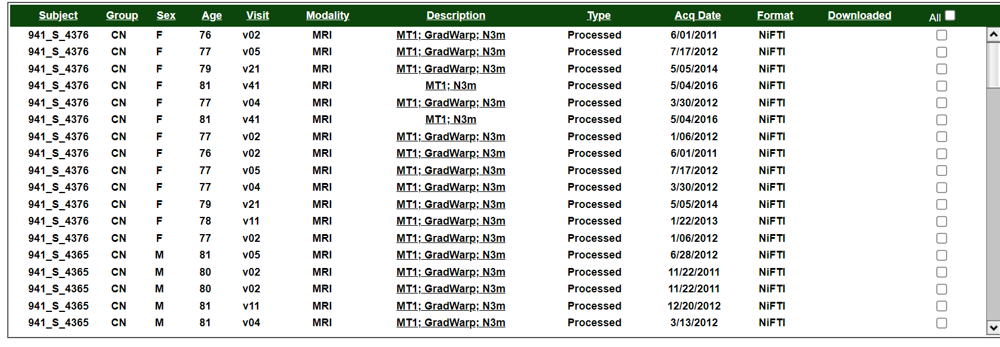 Subject Group Sex Age Visit Modality Description Type Acq Date Format Downloaded All
941_S_4376 CN F 76 v02 MRI MT1; GradWarp; N3m Processed 6/01/2011 NiFTI
941_S_4376 CN F 77 v05 MRI MT1; GradWarp; N3m Processed 7/17/2012 NiFTI
941_S_4376 CN F 79 v21 MRI MT1; GradWarp; N3m Processed 5/05/2014 NiFTI
941_S_4376 CN F 81 v41 MRI MT1; N3m Processed 5/04/2016 NiFTI
941_S_4376 CN F 77 v04 MRI MT1; GradWarp; N3m Processed 3/30/2012 NiFTI
941_S_4376 CN F 81 v41 MRI MT1; N3m Processed 5/04/2016 NiFTI
941_S_4376 CN F 77 v02 MRI MT1; GradWarp; N3m Processed 1/06/2012 NiFTI
941_S_4376 CN F 76 v02 MRI MT1; GradWarp; N3m Processed 6/01/2011 NiFTI
941_S_4376 CN F 77 v05 MRI MT1; GradWarp; N3m Processed 7/17/2012 NiFTI
941_S_4376 CN F 77 v04 MRI MT1; GradWarp; N3m Processed 3/30/2012 NiFTI
941_S_4376 CN F 79 v21 MRI MT1; GradWarp; N3m Processed 5/05/2014 NiFTI
941_S_4376 CN F 78 v11 MRI MT1; GradWarp; N3m Processed 1/22/2013 NiFTI
941_S_4376 CN F 77 v02 MRI MT1; GradWarp; N3m Processed 1/06/2012 NiFTI
941_S_4365 CN M 81 v05 MRI MT1; GradWarp; N3m Processed 6/28/2012 NiFTI
941_S_4365 CN M 80 v02 MRI MT1; GradWarp; N3m Processed 11/22/2011 NiFTI
941_S_4365 CN M 80 v02 MRI MT1; GradWarp; N3m Processed 11/22/2011 NiFTI
941_S_4365 CN M 81 v11 MRI MT1; GradWarp; N3m Processed 12/20/2012 NiFTI
941_S_4365 CN M 81 v04 MRI MT1; GradWarp; N3m Processed 3/13/2012 NiFTI